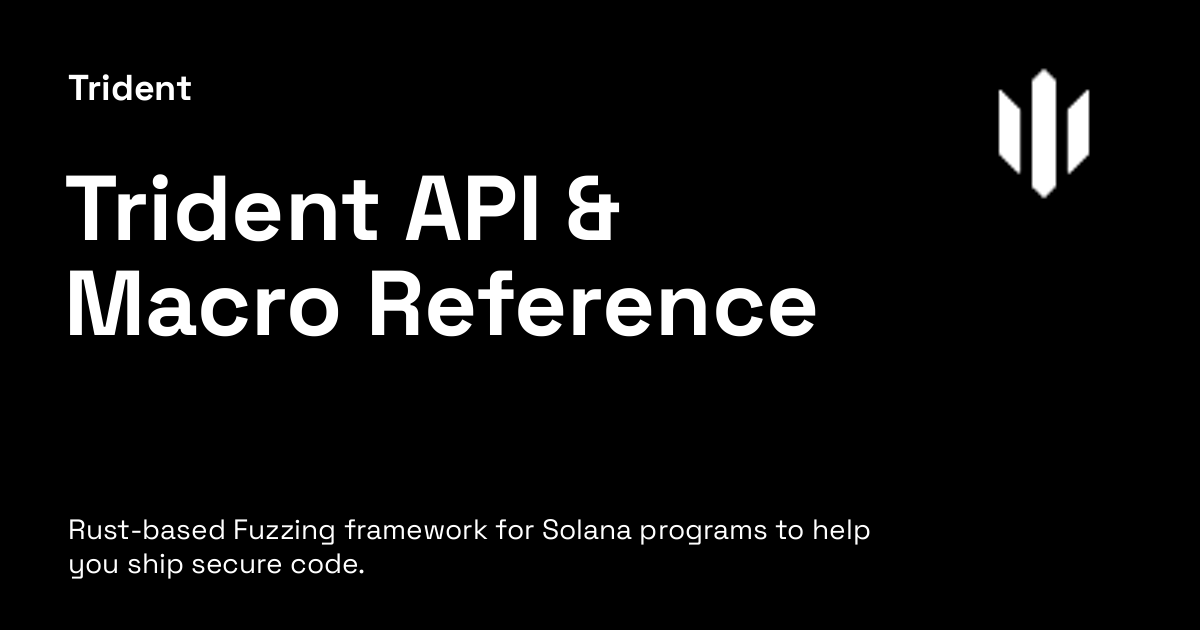 Trident
Trident API &
Macro Reference
Rust-based Fuzzing framework for Solana programs to help
you ship secure code.